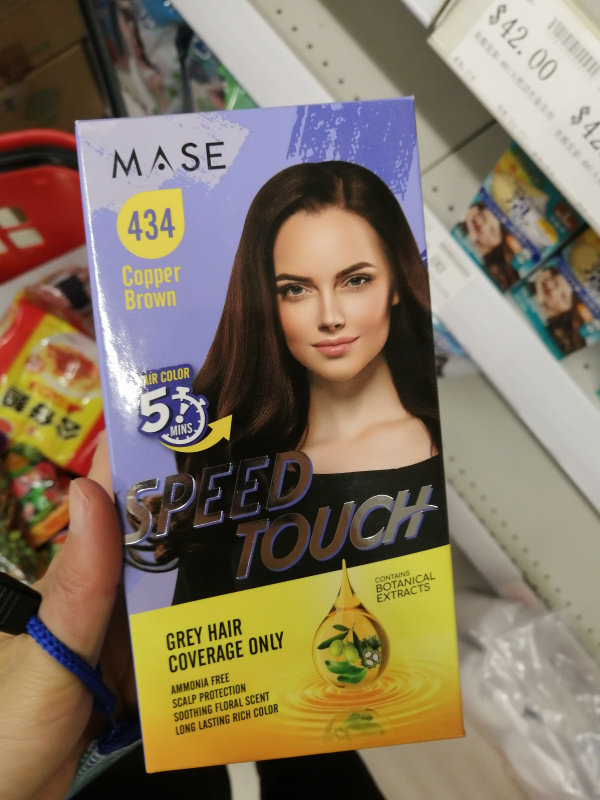 MASE
434
Copper
Brown
HAIR COLOR
5
MINS
SPEED
TOUCH
CONTAINS
BOTANICAL
EXTRACTS
GREY HAIR
COVERAGE ONLY
AMMONIA FREE
SCALP PROTECTION
SOOTHING FLORAL SCENT
LONG LASTING RICH COLOR
$42.00